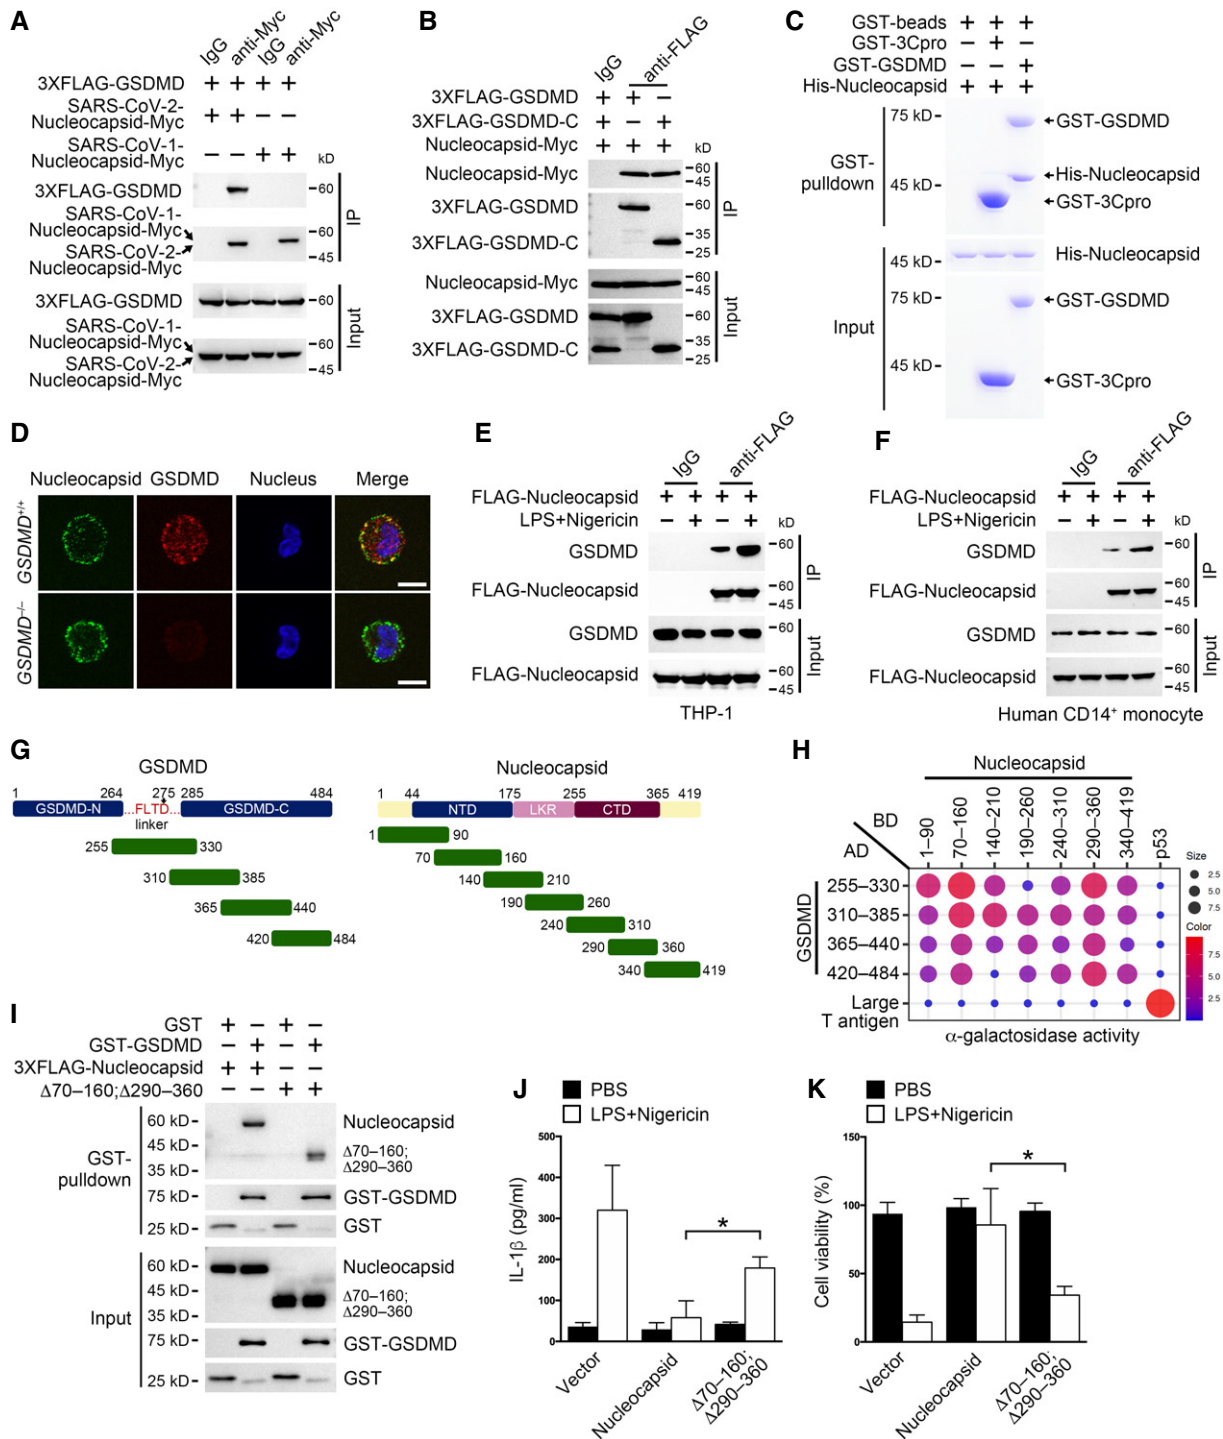 A
IgG
anti-Myc
IgG
anti-Myc
3XFLAG-GSDMD + + + +
SARS-CoV-2-
Nucleocapsid-Myc + + − −
SARS-CoV-1-
Nucleocapsid-Myc − − + +
kD
3XFLAG-GSDMD
60
SARS-CoV-1-
Nucleocapsid-Myc
SARS-CoV-2-
Nucleocapsid-Myc
60
45
IP
3XFLAG-GSDMD
60
SARS-CoV-1-
Nucleocapsid-Myc
SARS-CoV-2-
Nucleocapsid-Myc
60
45
Input
B
IgG
anti-FLAG
3XFLAG-GSDMD + + −
3XFLAG-GSDMD-C + − +
Nucleocapsid-Myc + + +
kD
Nucleocapsid-Myc
60
45
3XFLAG-GSDMD
60
3XFLAG-GSDMD-C
35
25
IP
Nucleocapsid-Myc
60
45
3XFLAG-GSDMD
60
3XFLAG-GSDMD-C
35
25
Input
C
GST-beads + + +
GST-3Cpro − + −
GST-GSDMD − − +
His-Nucleocapsid + + +
75 kD
GST-GSDMD
GST-
pulldown
His-Nucleocapsid
45 kD
GST-3Cpro
45 kD
His-Nucleocapsid
75 kD
GST-GSDMD
Input
45 kD
GST-3Cpro
D
Nucleocapsid GSDMD Nucleus Merge
GSDMD+/+
GSDMD−/−
E
IgG
anti-FLAG
FLAG-Nucleocapsid + + + +
LPS+Nigericin − + − +
kD
GSDMD
60
FLAG-Nucleocapsid
60
45
IP
GSDMD
60
FLAG-Nucleocapsid
60
45
Input
THP-1
F
IgG
anti-FLAG
FLAG-Nucleocapsid + + + +
LPS+Nigericin − + − +
kD
GSDMD
60
FLAG-Nucleocapsid
60
45
IP
GSDMD
60
FLAG-Nucleocapsid
60
45
Input
Human CD14+ monocyte
G
GSDMD
1 264 275 285 484
GSDMD-N ...FLTD... GSDMD-C
linker
255 330
310 385
365 440
420 484
Nucleocapsid
1 44 175 255 365 419
NTD LKR CTD
1 90
70 160
140 210
190 260
240 310
290 360
340 419
H
Nucleocapsid
BD
AD
1–90
70–160
140–210
190–260
240–310
290–360
340–419
p53
GSDMD
255–330
310–385
365–440
420–484
Large
T antigen
α-galactosidase activity
Size
2.5
5.0
7.5
Color
7.5
5.0
2.5
I
GST + − + −
GST-GSDMD − + − +
3XFLAG-Nucleocapsid + + − −
Δ70–160;Δ290–360 − − + +
60 kD
Nucleocapsid
45 kD
Δ70–160;
Δ290–360
35 kD
GST-
pulldown
75 kD
GST-GSDMD
25 kD
GST
60 kD
Nucleocapsid
45 kD
Δ70–160;
Δ290–360
35 kD
Input
75 kD
GST-GSDMD
25 kD
GST
J
PBS
LPS+Nigericin
IL-1β (pg/ml)
500
400
300
200
100
0
*
Vector
Nucleocapsid
Δ70–160;
Δ290–360
K
PBS
LPS+Nigericin
Cell viability (%)
150
100
50
0
*
Vector
Nucleocapsid
Δ70–160;
Δ290–360